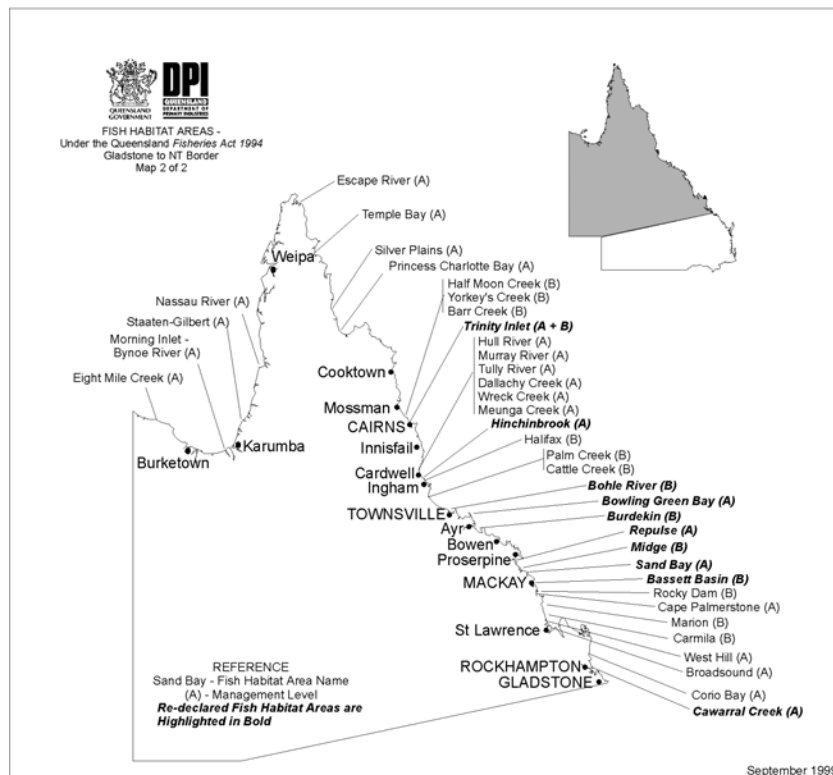 QUEENSLAND
GOVERNMENT
DPI
QUEENSLAND
DEPARTMENT OF
PRIMARY INDUSTRIES
FISH HABITAT AREAS -
Under the Queensland Fisheries Act 1994
Gladstone to NT Border
Map 2 of 2
Escape River (A)
Temple Bay (A)
Weipa
Silver Plains (A)
Princess Charlotte Bay (A)
Half Moon Creek (B)
Yorkey's Creek (B)
Barr Creek (B)
Trinity Inlet (A + B)
Nassau River (A)
Staaten-Gilbert (A)
Morning Inlet -
Bynoe River (A)
Eight Mile Creek (A)
Hull River (A)
Murray River (A)
Tully River (A)
Dallachy Creek (A)
Wreck Creek (A)
Meunga Creek (A)
Hinchinbrook (A)
Halifax (B)
Palm Creek (B)
Cattle Creek (B)
Cooktown
Mossman
CAIRNS
Innisfail
Karumba
Burketown
Cardwell
Ingham
Bohle River (B)
Bowling Green Bay (A)
Burdekin (B)
Repulse (A)
Midge (B)
Sand Bay (A)
Bassett Basin (B)
Rocky Dam (B)
Cape Palmerstone (A)
Marion (B)
Carmila (B)
West Hill (A)
Broadsound (A)
Corio Bay (A)
Cawarral Creek (A)
TOWNSVILLE
Ayr
Bowen
Proserpine
MACKAY
St Lawrence
ROCKHAMPTON
GLADSTONE
REFERENCE
Sand Bay - Fish Habitat Area Name
(A) - Management Level
Re-declared Fish Habitat Areas are
Highlighted in Bold
September 1999